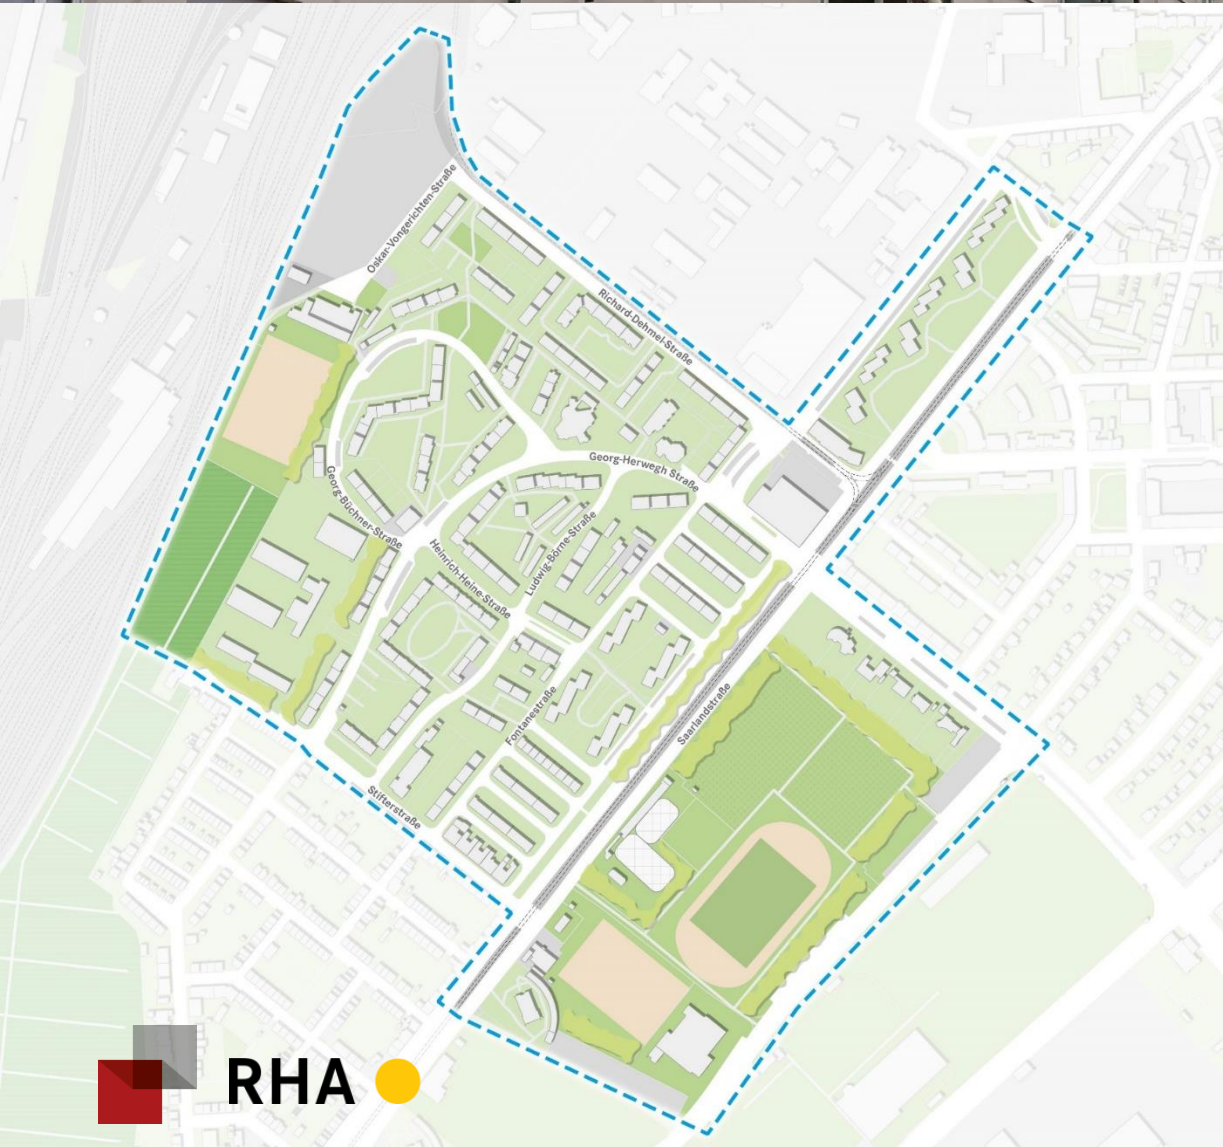 Oskar-Vongerichten-Straße
Richard-Dehmel-Straße
Georg-Herwegh Straße
Georg-Büchner-Straße
Heinrich-Heine-Straße
Ludwig-Börne-Straße
Fontanestraße
Saarlandstraße
Stifterstraße
RHA